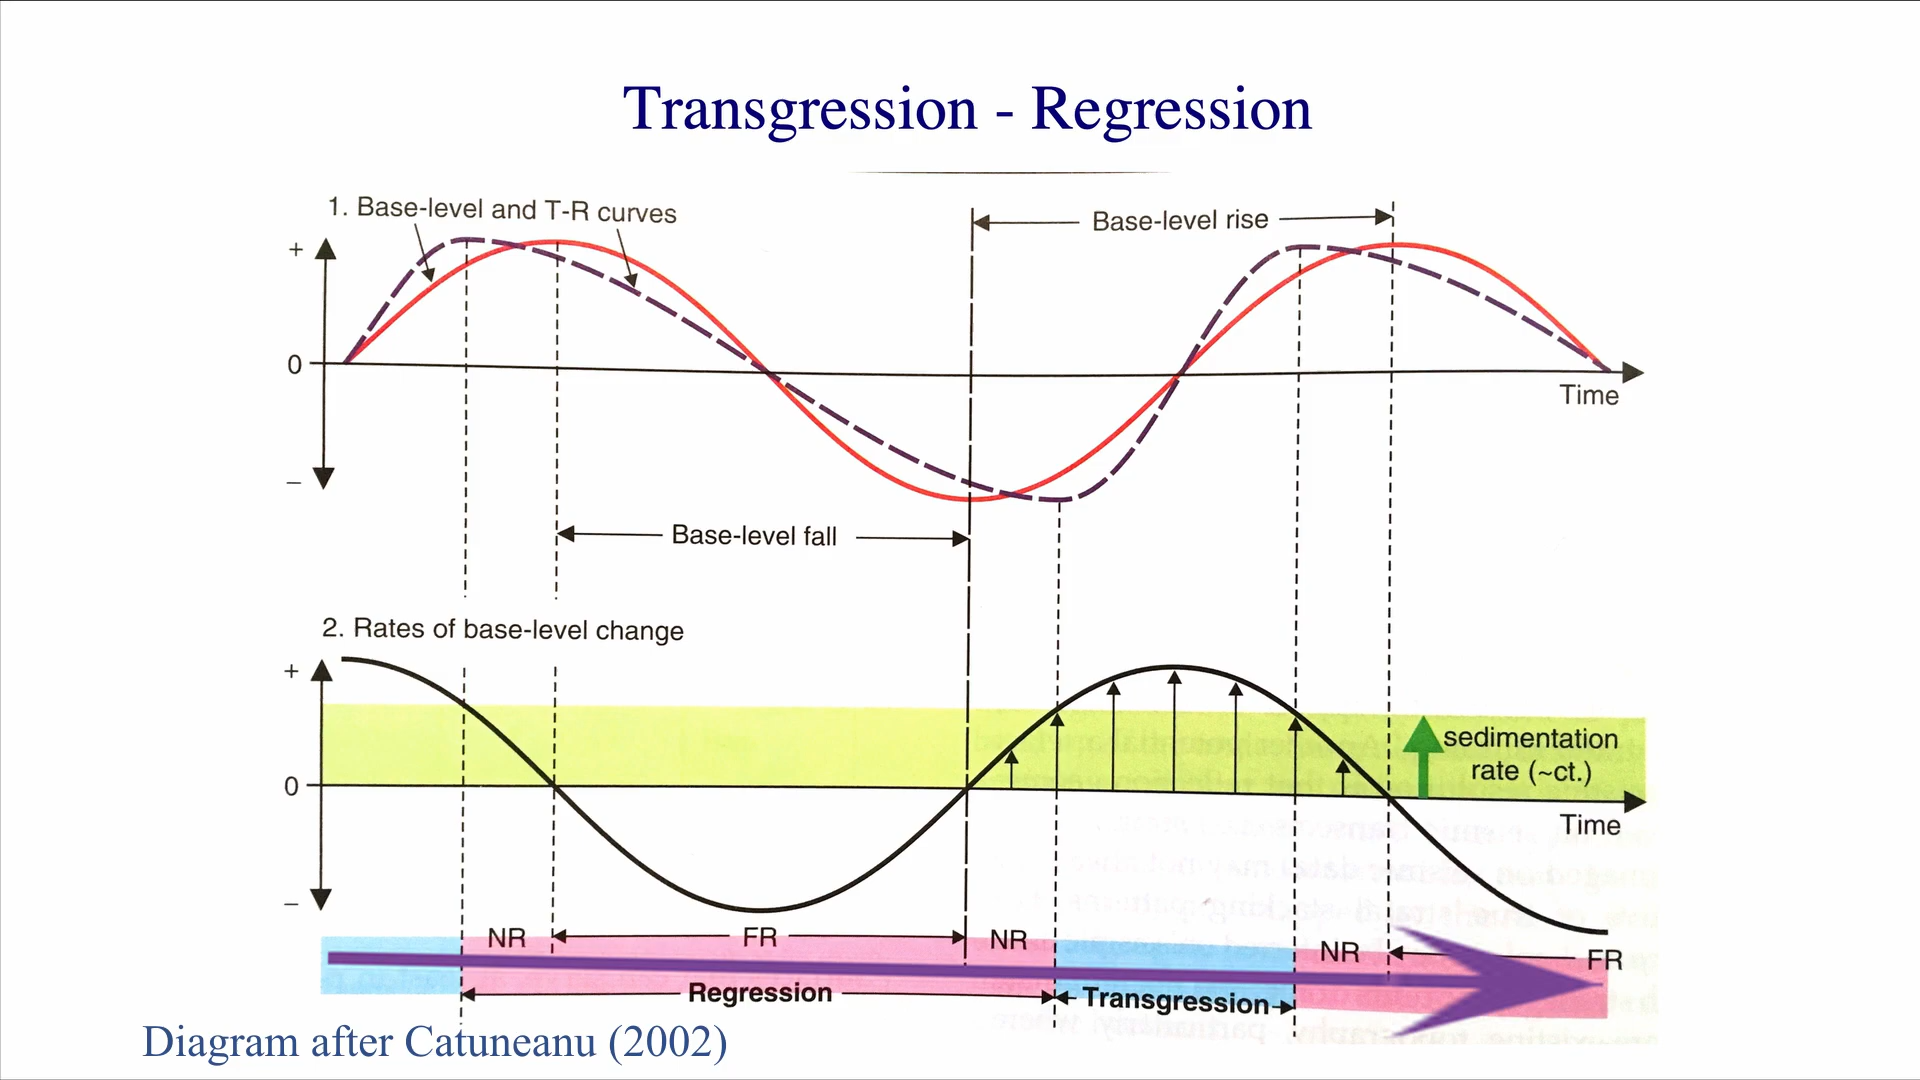 Transgression - Regression
1. Base-level and T-R curves
Base-level rise
+
0
Time
–
Base-level fall
2. Rates of base-level change
+
sedimentation
rate (~ct.)
0
Time
–
NR
FR
NR
NR
FR
Regression
Transgression
Diagram after Catuneanu (2002)